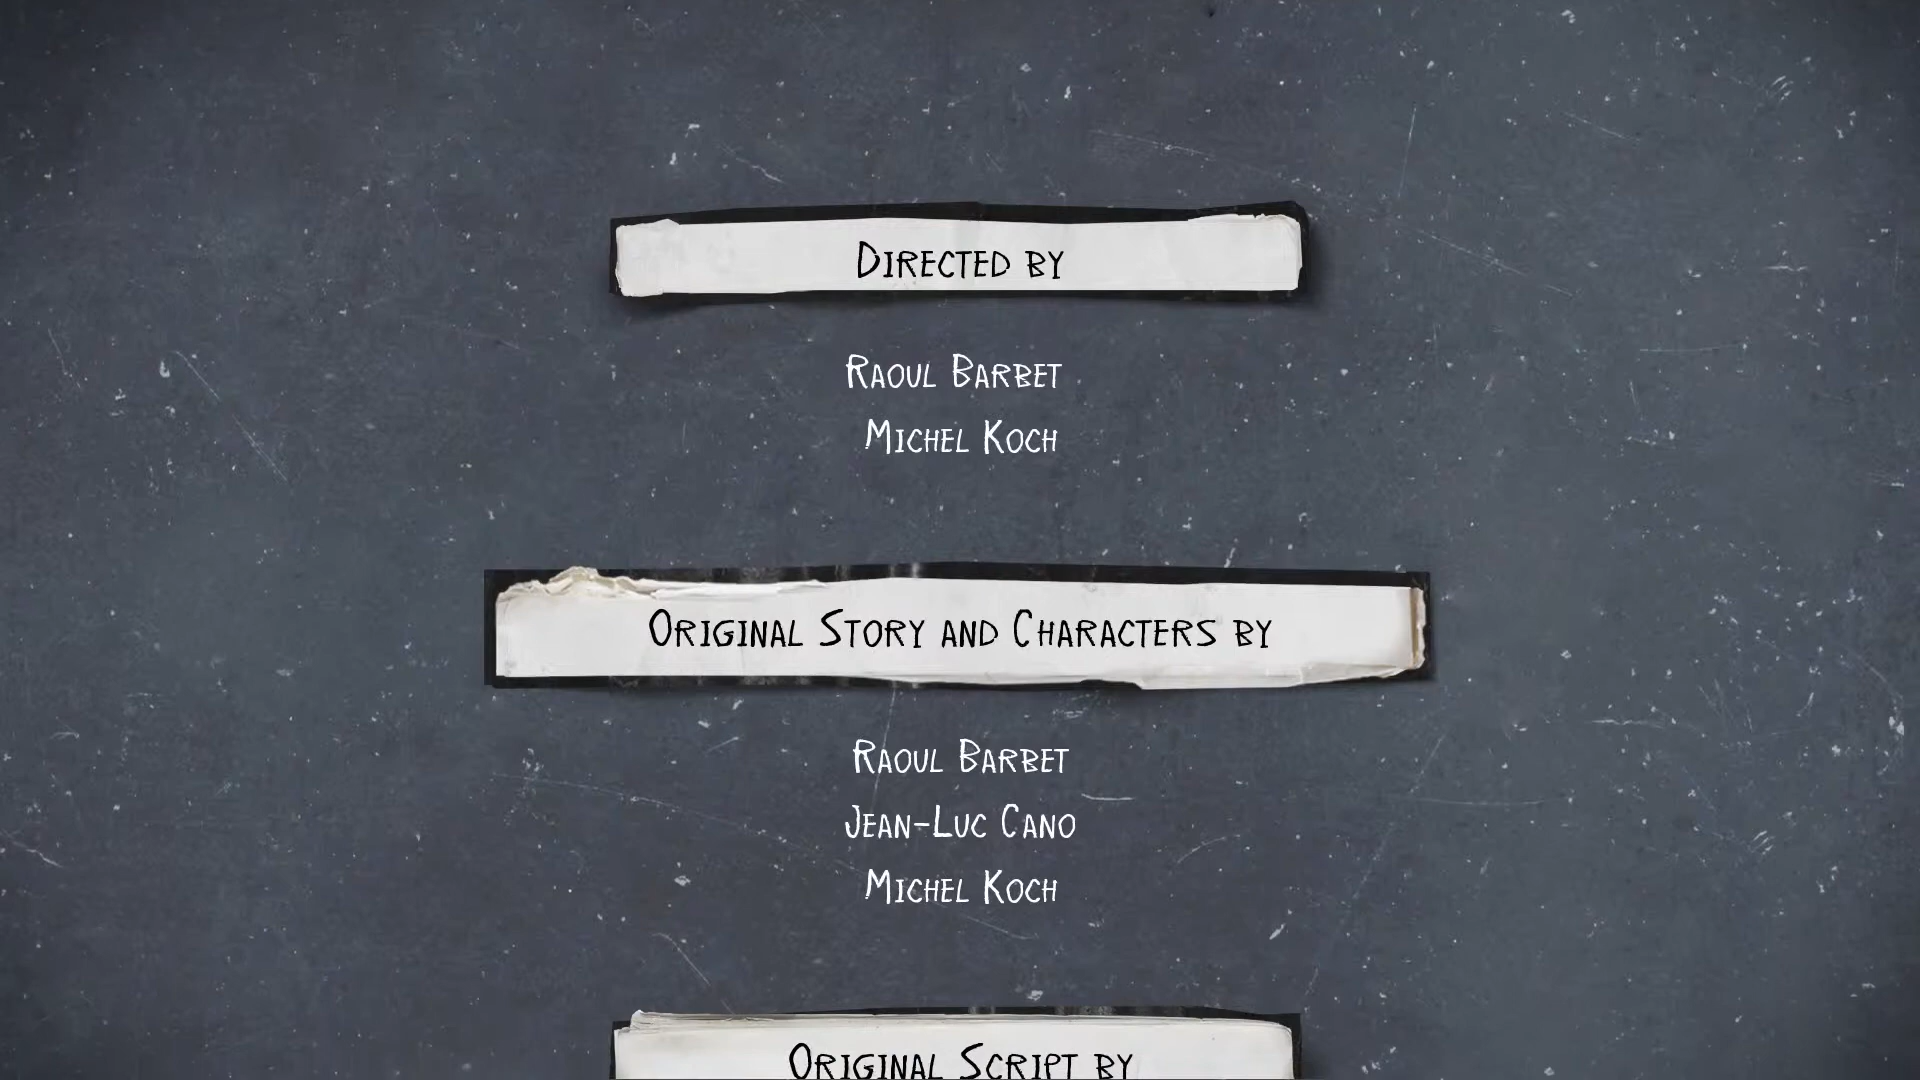 Directed by
Raoul Barbet
Michel Koch
Original Story and Characters by
Raoul Barbet
Jean-Luc Cano
Michel Koch
Original Script by